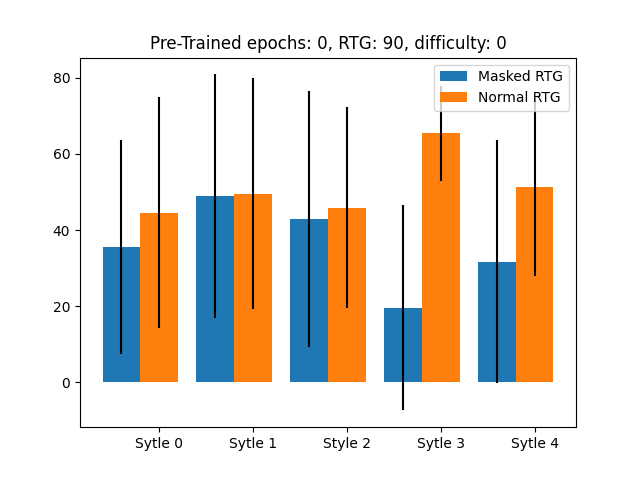 Pre-Trained epochs: 0, RTG: 90, difficulty: 0
Masked RTG
Normal RTG
80
60
40
20
0
Sytle 0
Sytle 1
Style 2
Sytle 3
Sytle 4